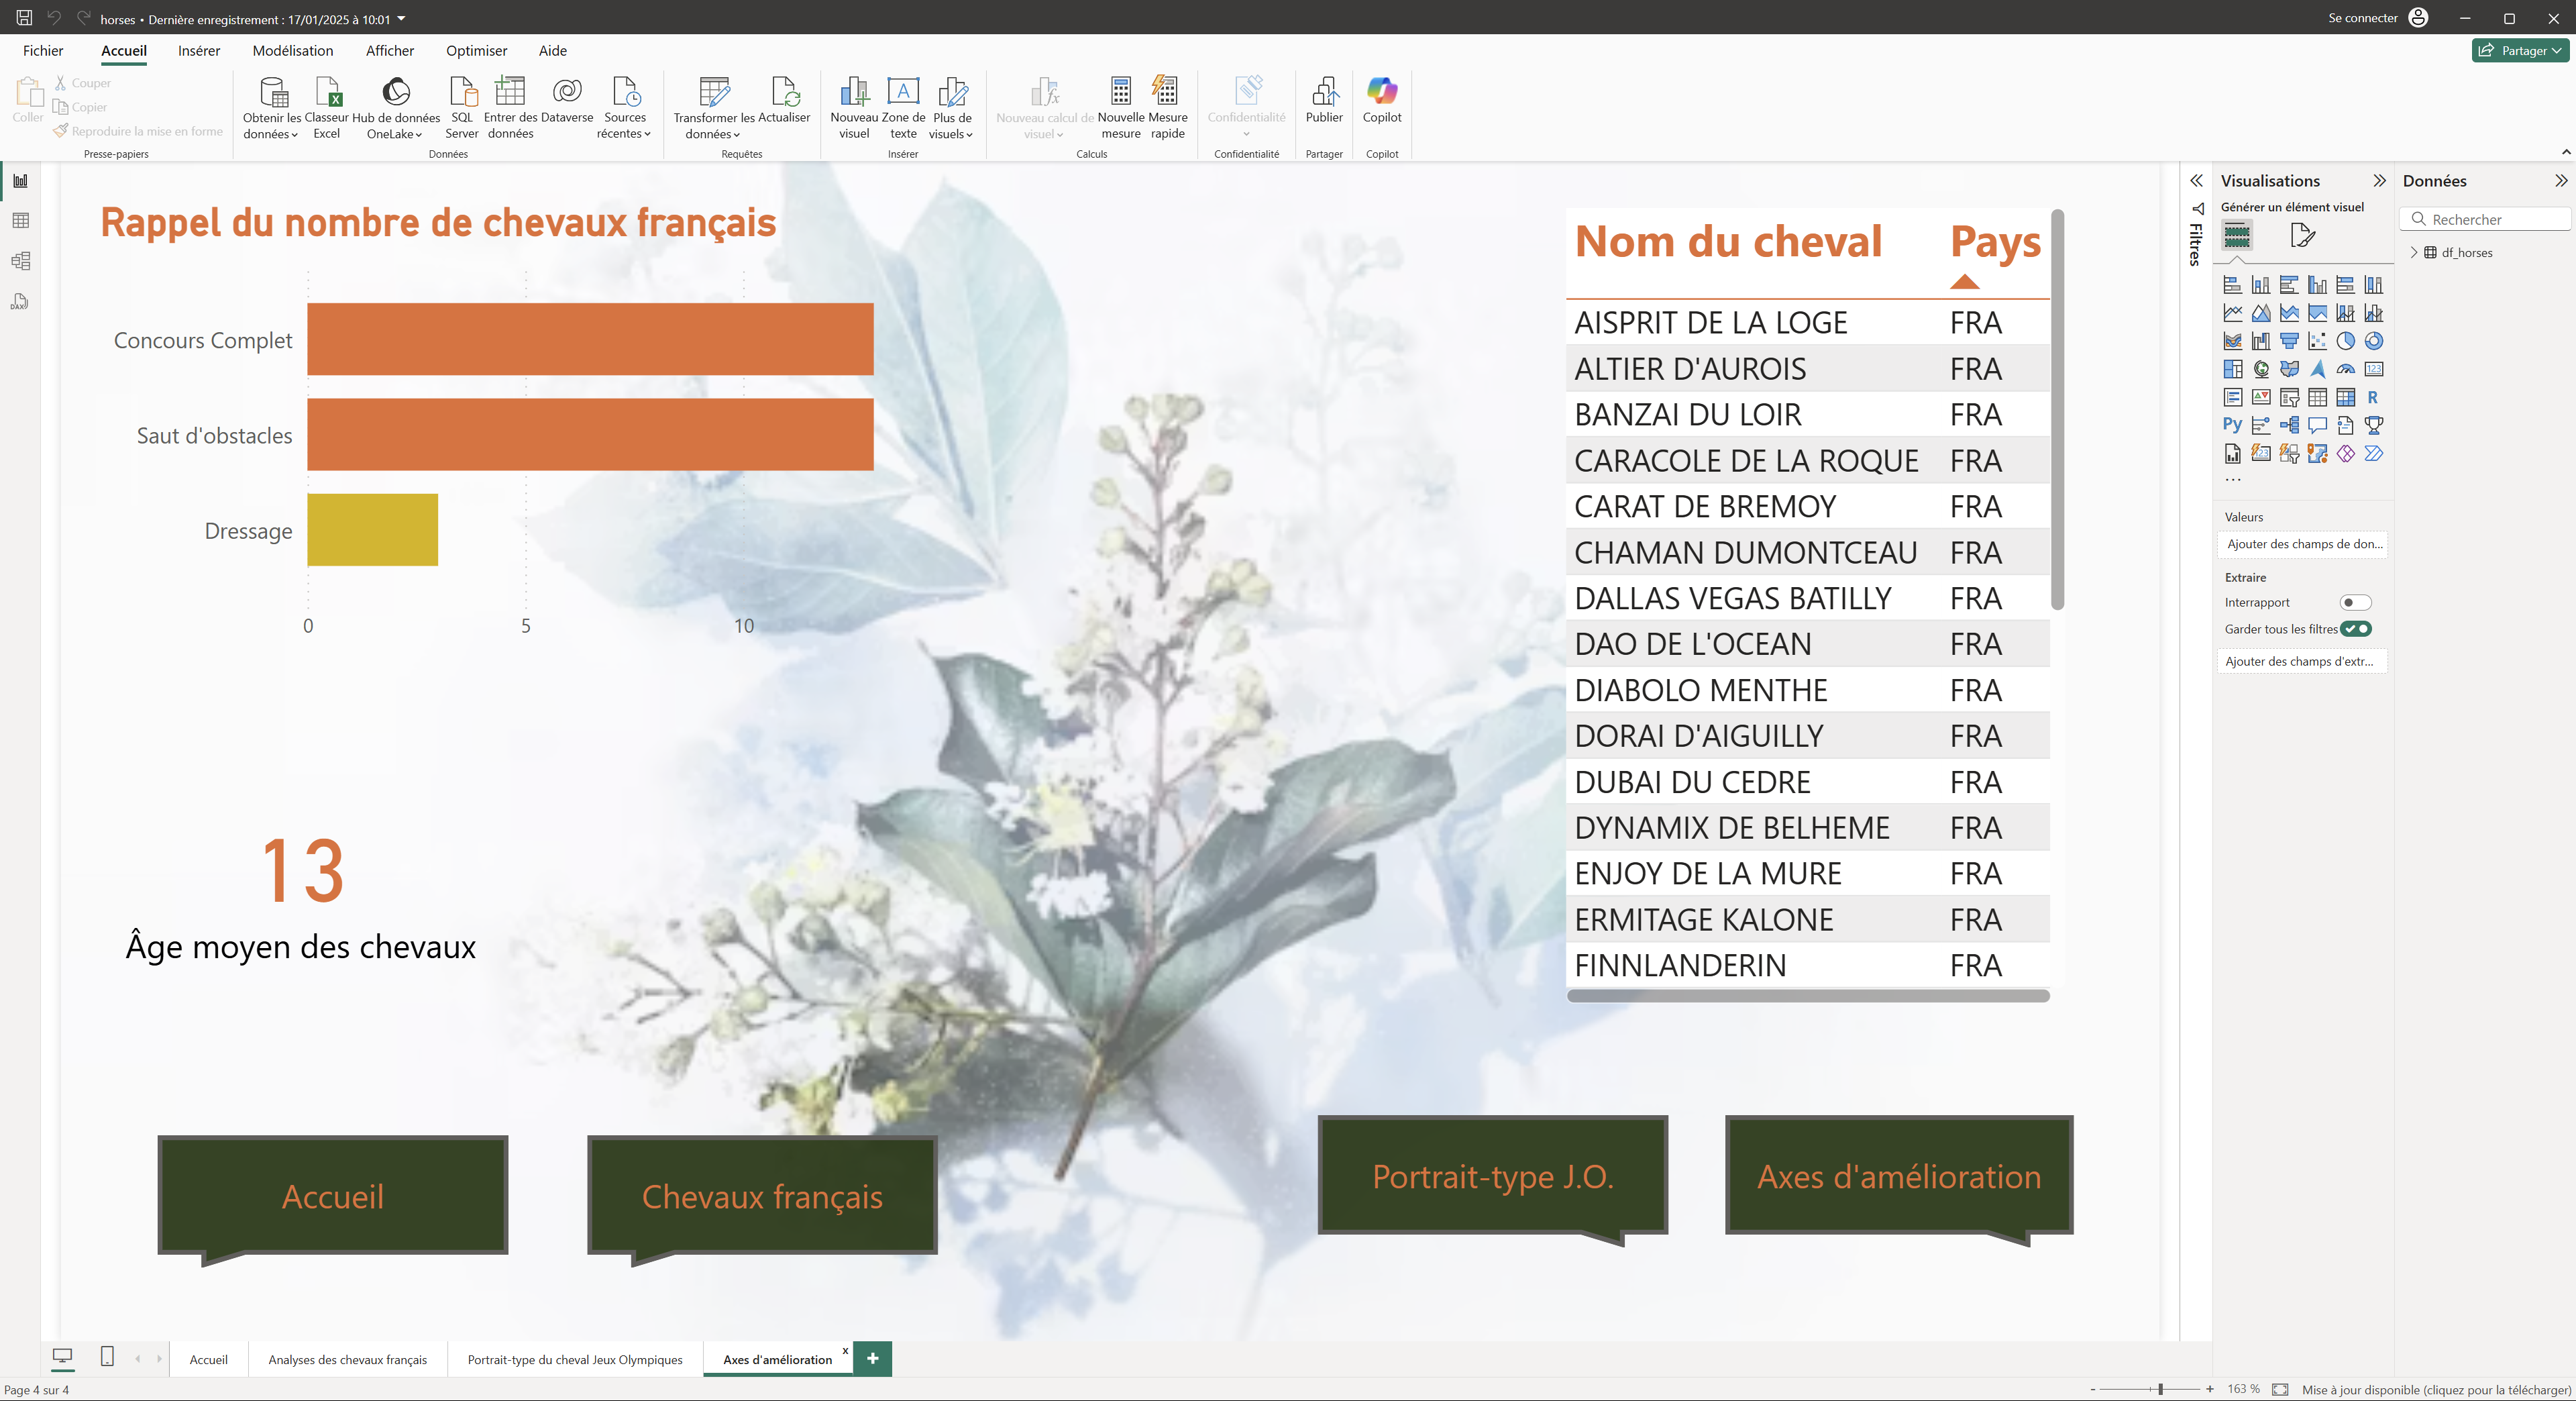 horses • Dernière enregistrement : 17/01/2025 à 10:01
Se connecter
Fichier Accueil Insérer Modélisation Afficher Optimiser Aide
Partager
Coller
Couper
Copier
Reproduire la mise en forme
Presse-papiers
Obtenir les données
Classeur Excel
Hub de données OneLake
SQL Server
Entrer des données
Dataverse
Sources récentes
Données
Transformer les données
Actualiser
Requêtes
Nouveau visuel
Zone de texte
Plus de visuels
Insérer
Nouveau calcul de visuel
Nouvelle mesure
Mesure rapide
Calculs
Confidentialité
Confidentialité
Publier
Partager
Copilot
Copilot
DAX
Rappel du nombre de chevaux français
Concours Complet
Saut d'obstacles
Dressage
0 5 10
13
Âge moyen des chevaux
Nom du cheval Pays
AISPRIT DE LA LOGE FRA
ALTIER D'AUROIS FRA
BANZAI DU LOIR FRA
CARACOLE DE LA ROQUE FRA
CARAT DE BREMOY FRA
CHAMAN DUMONTCEAU FRA
DALLAS VEGAS BATILLY FRA
DAO DE L'OCEAN FRA
DIABOLO MENTHE FRA
DORAI D'AIGUILLY FRA
DUBAI DU CEDRE FRA
DYNAMIX DE BELHEME FRA
ENJOY DE LA MURE FRA
ERMITAGE KALONE FRA
FINNLANDERIN FRA
Accueil
Chevaux français
Portrait-type J.O.
Axes d'amélioration
Filtres
Visualisations
Générer un élément visuel
123
R
Py
123
...
Valeurs
Ajouter des champs de don...
Extraire
Interrapport
Garder tous les filtres
Ajouter des champs d'extr...
Données
Rechercher
df_horses
Accueil
Analyses des chevaux français
Portrait-type du cheval Jeux Olympiques
Axes d'amélioration
x
+
Page 4 sur 4
- + 163 %
Mise à jour disponible (cliquez pour la télécharger)